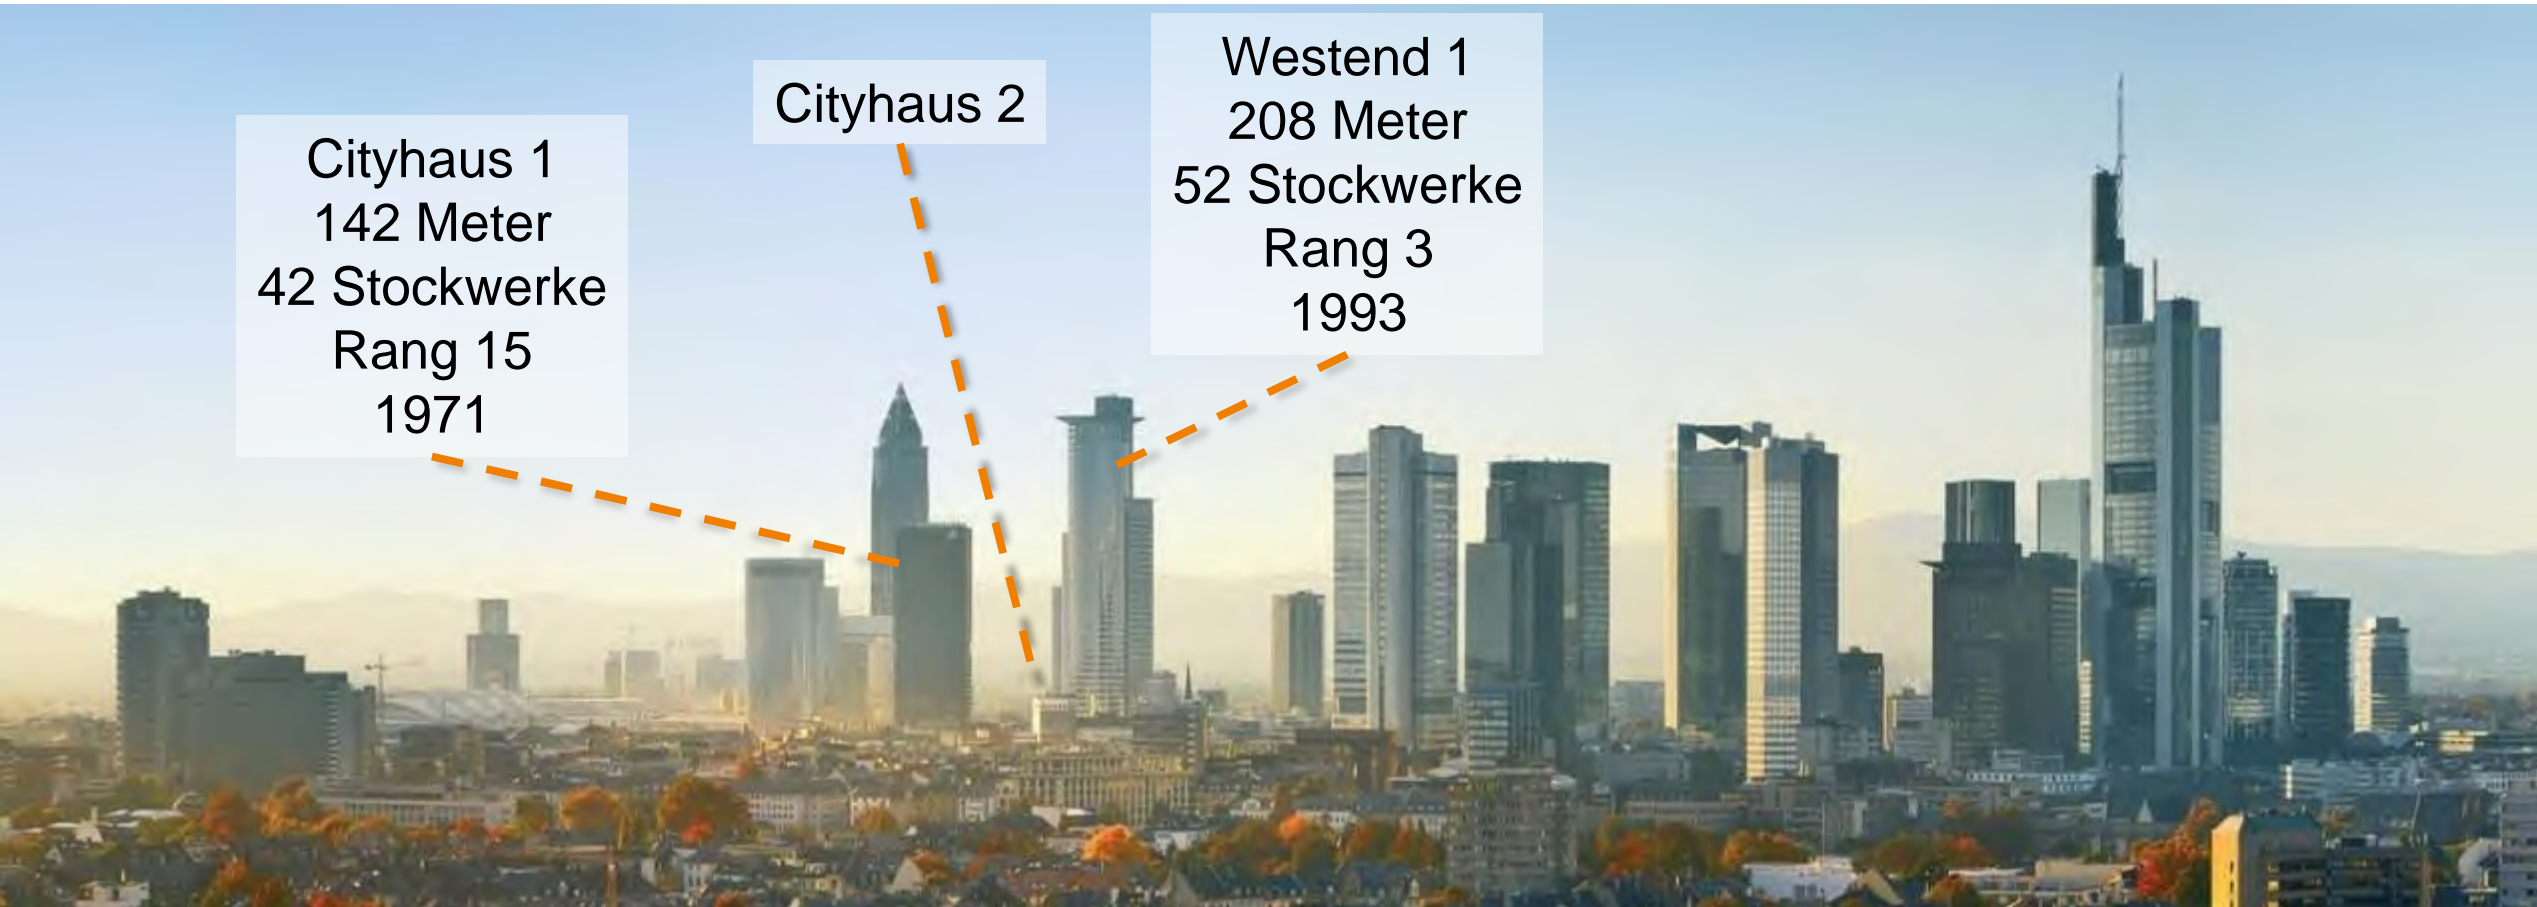 Cityhaus 1
142 Meter
42 Stockwerke
Rang 15
1971
Cityhaus 2
Westend 1
208 Meter
52 Stockwerke
Rang 3
1993